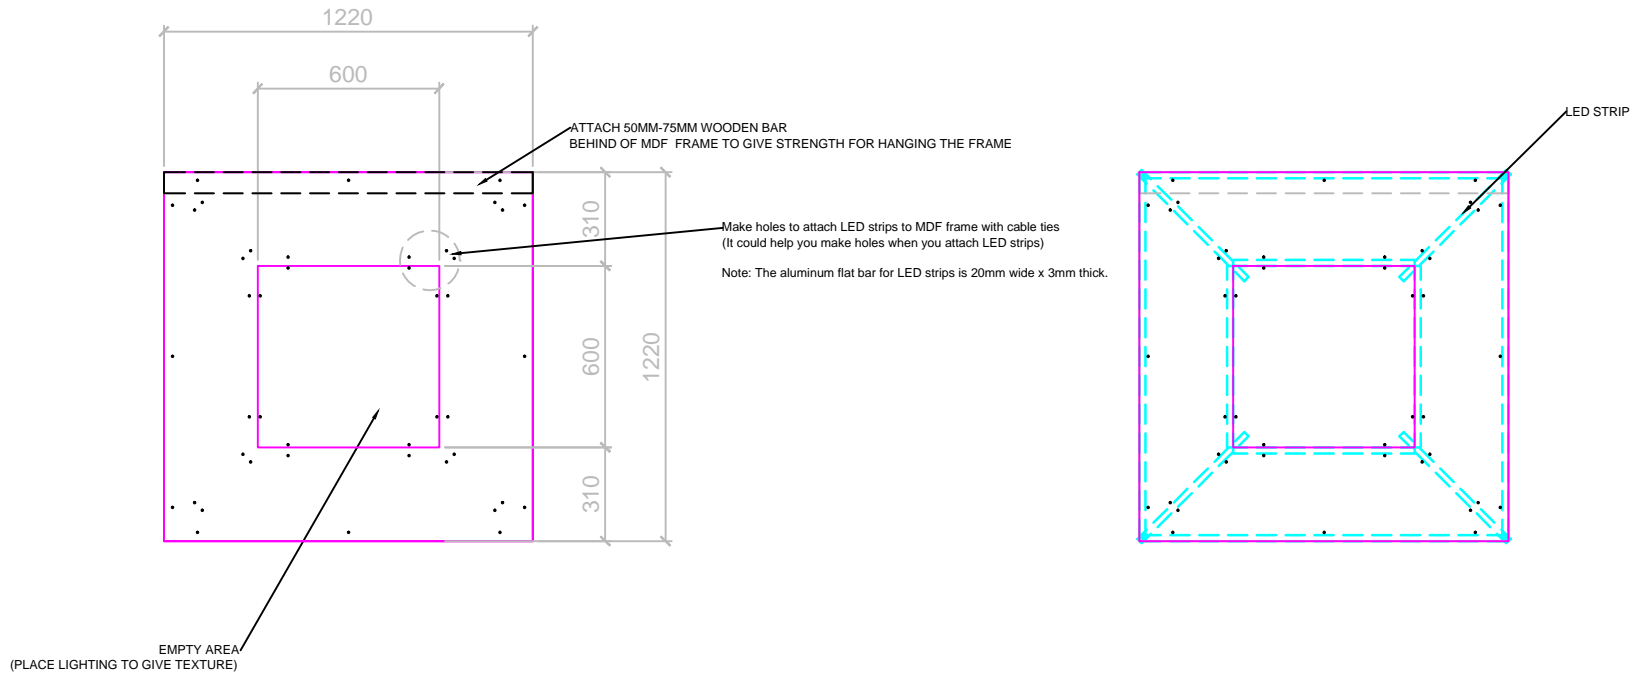 1220
600
ATTACH 50MM-75MM WOODEN BAR
BEHIND OF MDF FRAME TO GIVE STRENGTH FOR HANGING THE FRAME
LED STRIP
310
Make holes to attach LED strips to MDF frame with cable ties
(It could help you make holes when you attach LED strips)
Note: The aluminum flat bar for LED strips is 20mm wide x 3mm thick.
600
1220
310
EMPTY AREA
(PLACE LIGHTING TO GIVE TEXTURE)